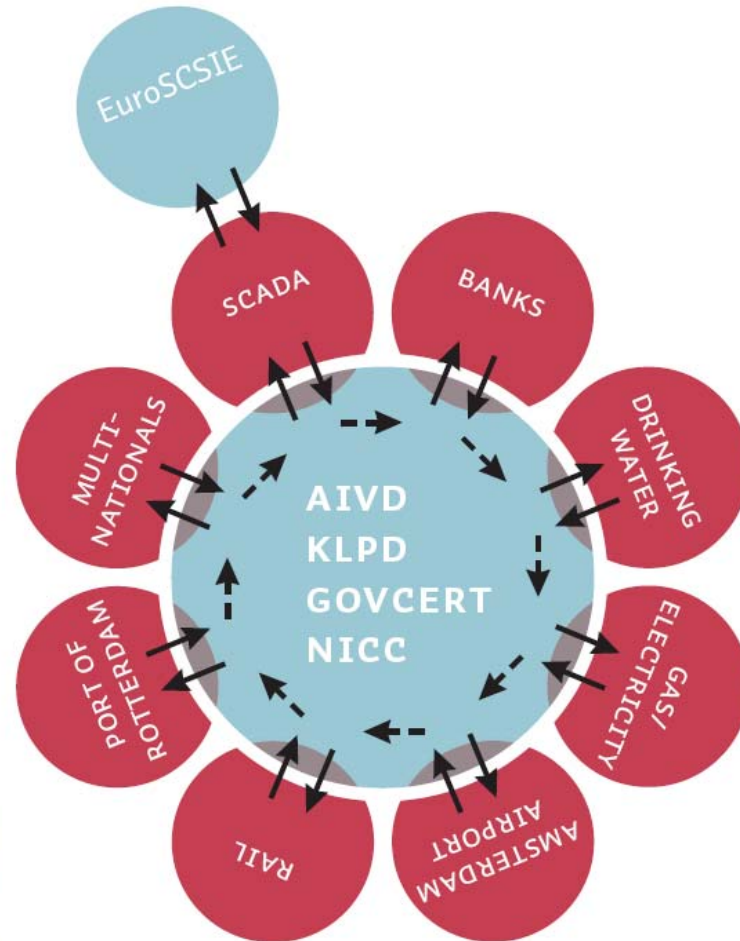 EuroSCSIE
SCADA
BANKS
MULTI-
NATIONALS
DRINKING
WATER
AIVD
KLPD
GOVCERT
NICC
PORT OF
ROTTERDAM
GAS/
ELECTRICITY
RAIL
AMSTERDAM
AIRPORT